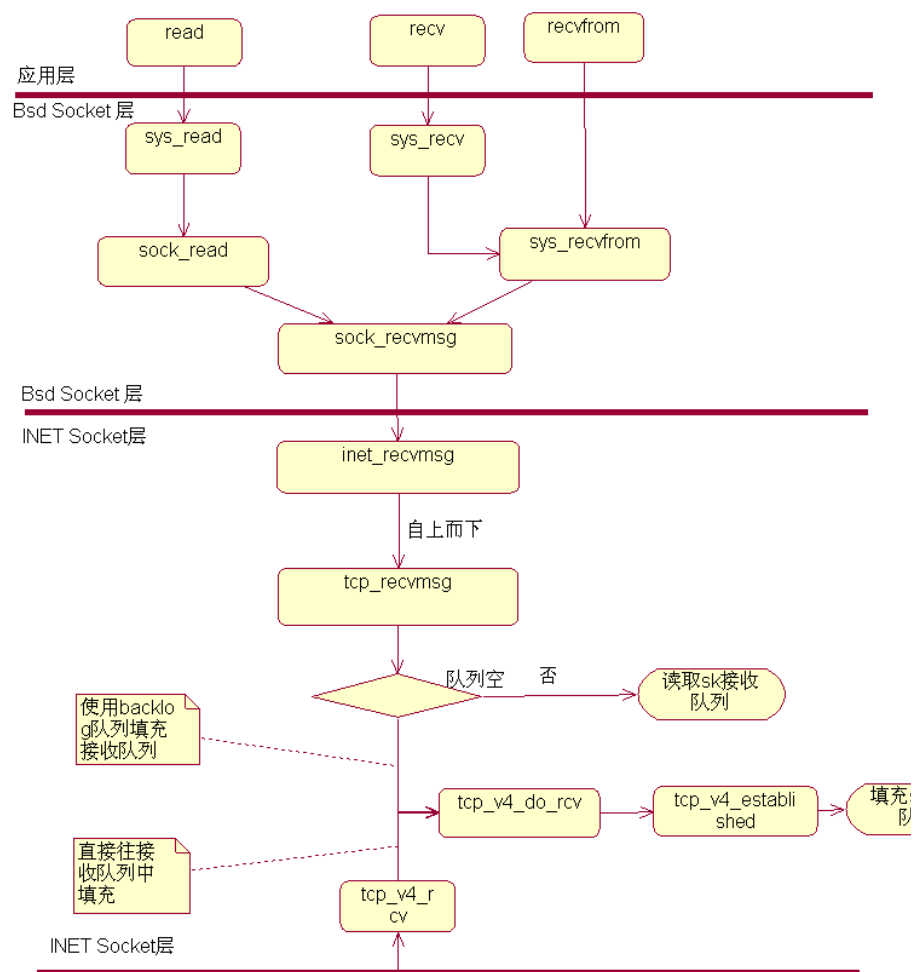 read
recv
recvfrom
应用层
Bsd Socket 层
sys_read
sys_recv
sock_read
sys_recvfrom
sock_recvmsg
Bsd Socket 层
INET Socket层
inet_recvmsg
自上而下
tcp_recvmsg
队列空
否
读取sk接收
队列
使用backlo
g队列填充
接收队列
tcp_v4_do_rcv
tcp_v4_establi
shed
填充
队
直接往接
收队列中
填充
tcp_v4_r
cv
INET Socket层